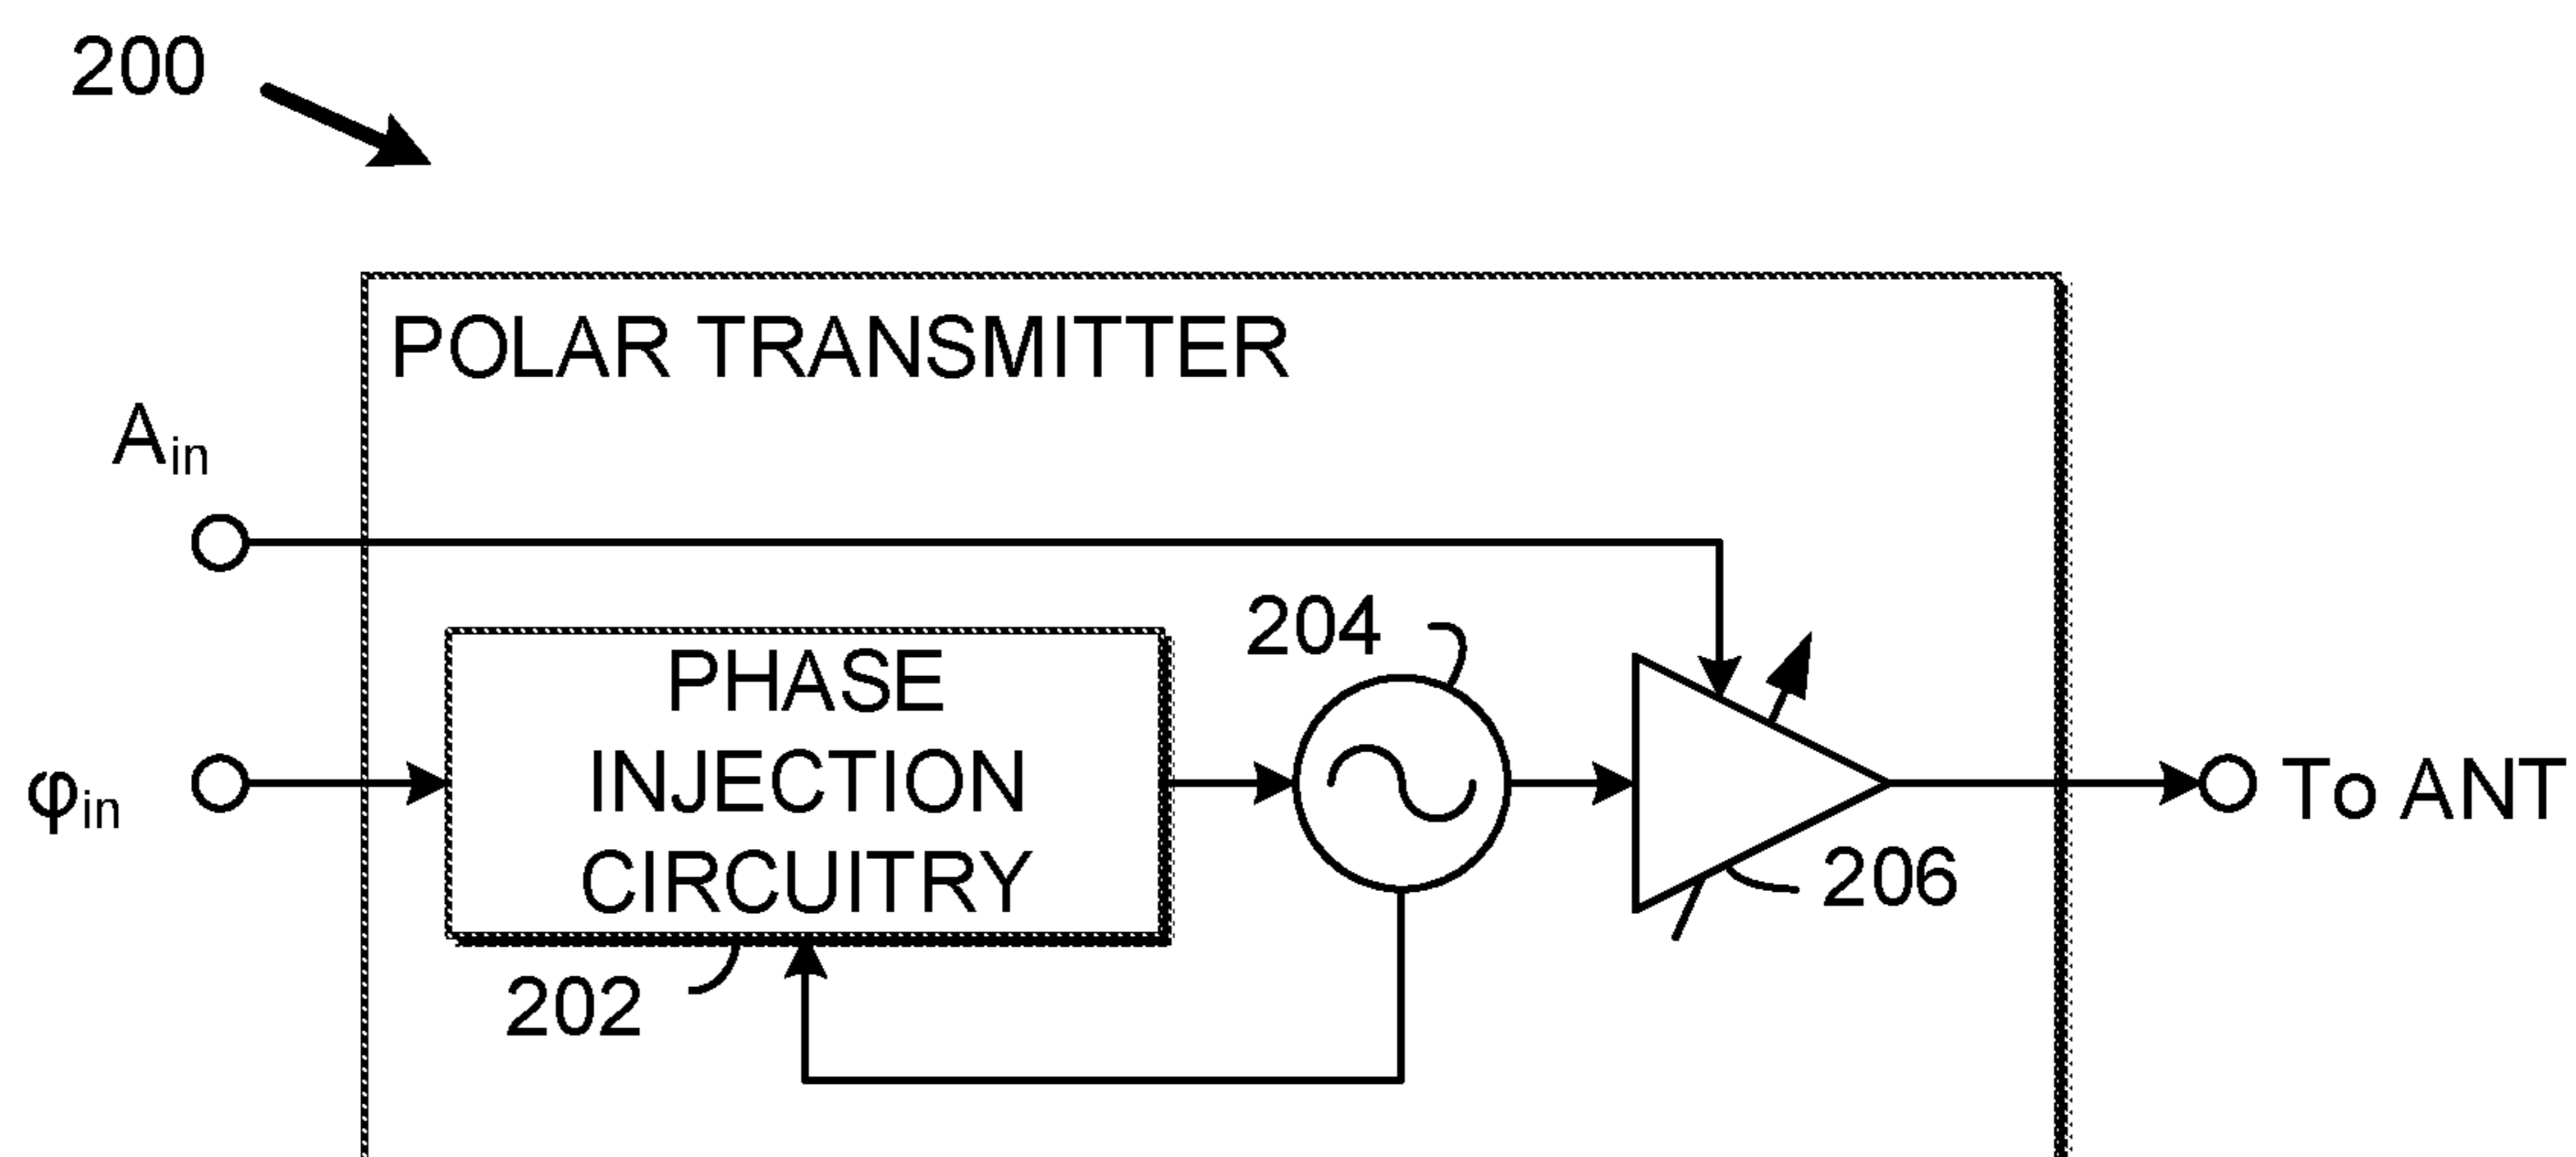 200
POLAR TRANSMITTER
Ain
204
PHASE
INJECTION
CIRCUITRY
φin
To ANT
206
202